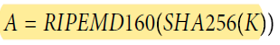 A = RIPEMD160(SHA256(K))